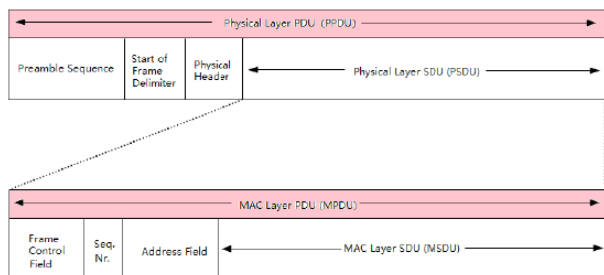 Physical Layer PDU (PPDU)
Preamble Sequence
Start of
Frame
Delimiter
Physical
Header
Physical Layer SDU (PSDU)
MAC Layer PDU (MPDU)
Frame
Control
Field
Seq.
Nr.
Address Field
MAC Layer SDU (MSDU)